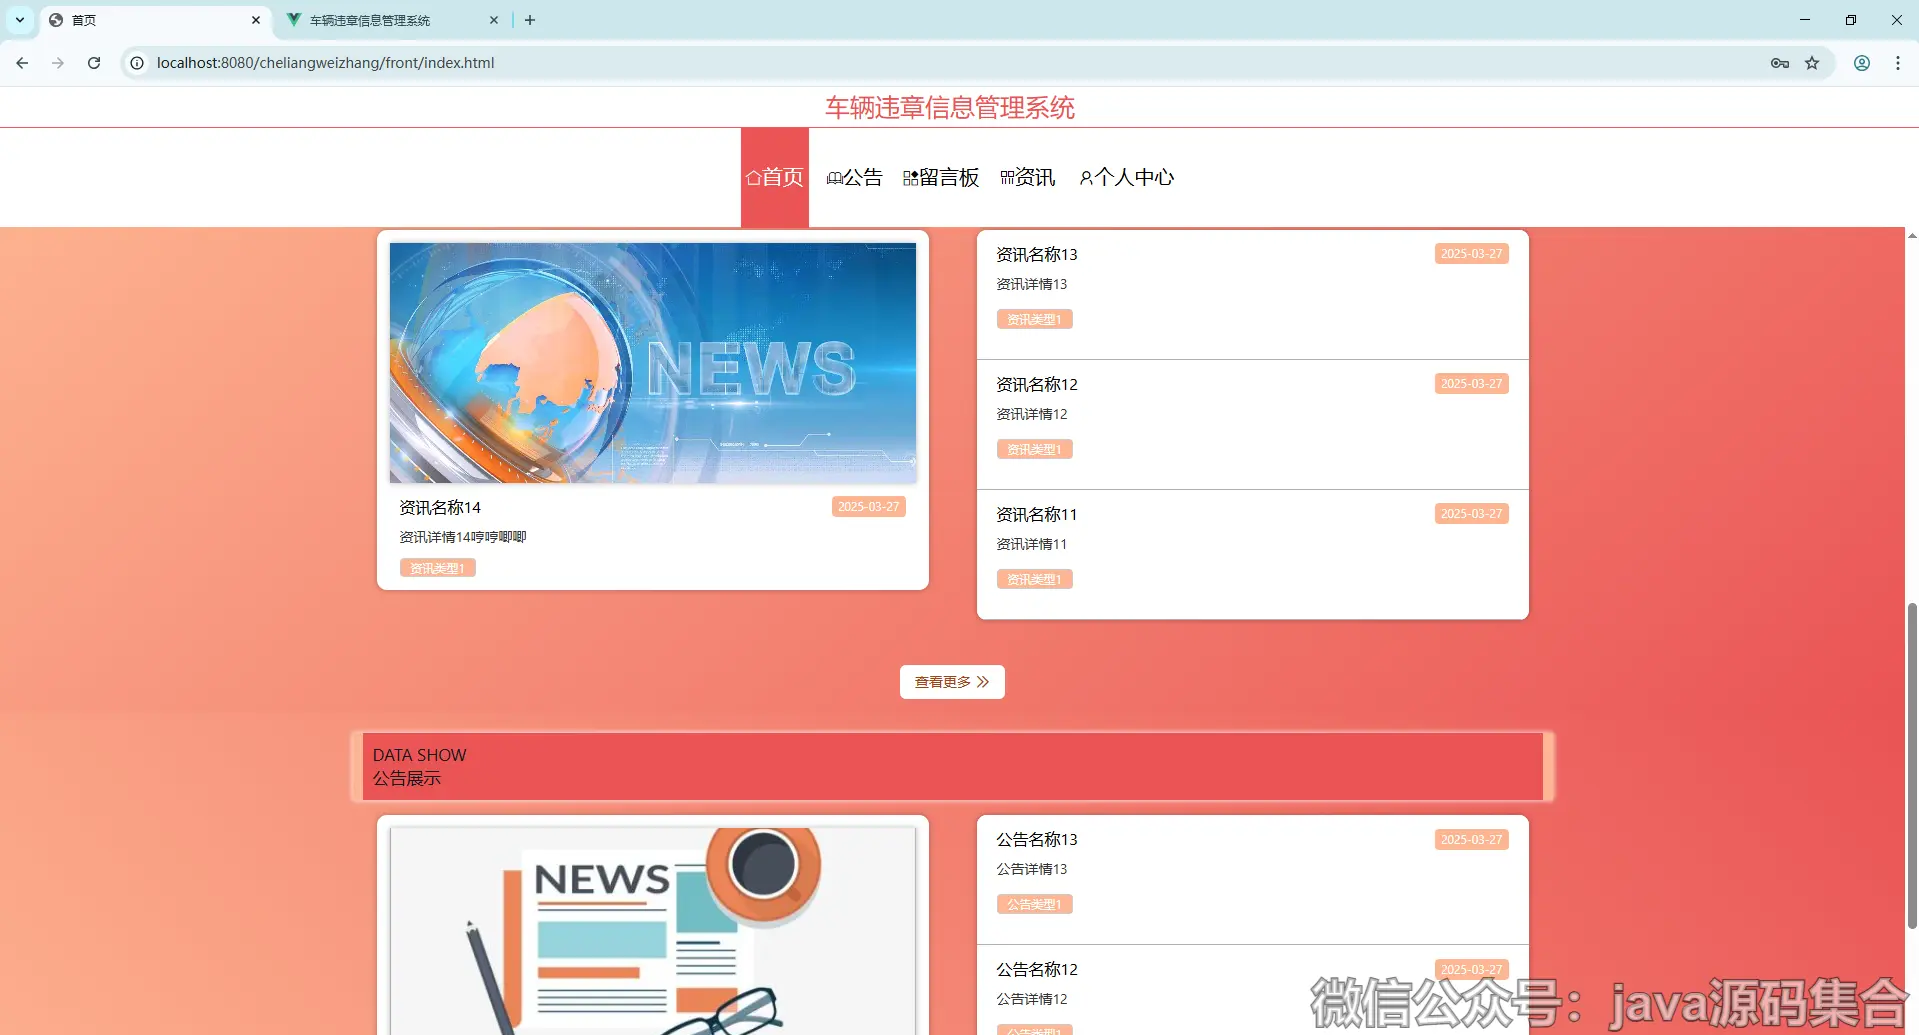 首页
车辆违章信息管理系统
localhost:8080/cheliangweizhang/front/index.html
车辆违章信息管理系统
首页
公告
留言板
资讯
个人中心
NEWS
资讯名称14
2025-03-27
资讯详情14哼哼唧唧
资讯类型1
资讯名称13
2025-03-27
资讯详情13
资讯类型1
资讯名称12
2025-03-27
资讯详情12
资讯类型1
资讯名称11
2025-03-27
资讯详情11
资讯类型1
查看更多
DATA SHOW
公告展示
NEWS
公告名称13
2025-03-27
公告详情13
公告类型1
公告名称12
2025-03-27
公告详情12
公告类型1
微信公众号：java源码集合